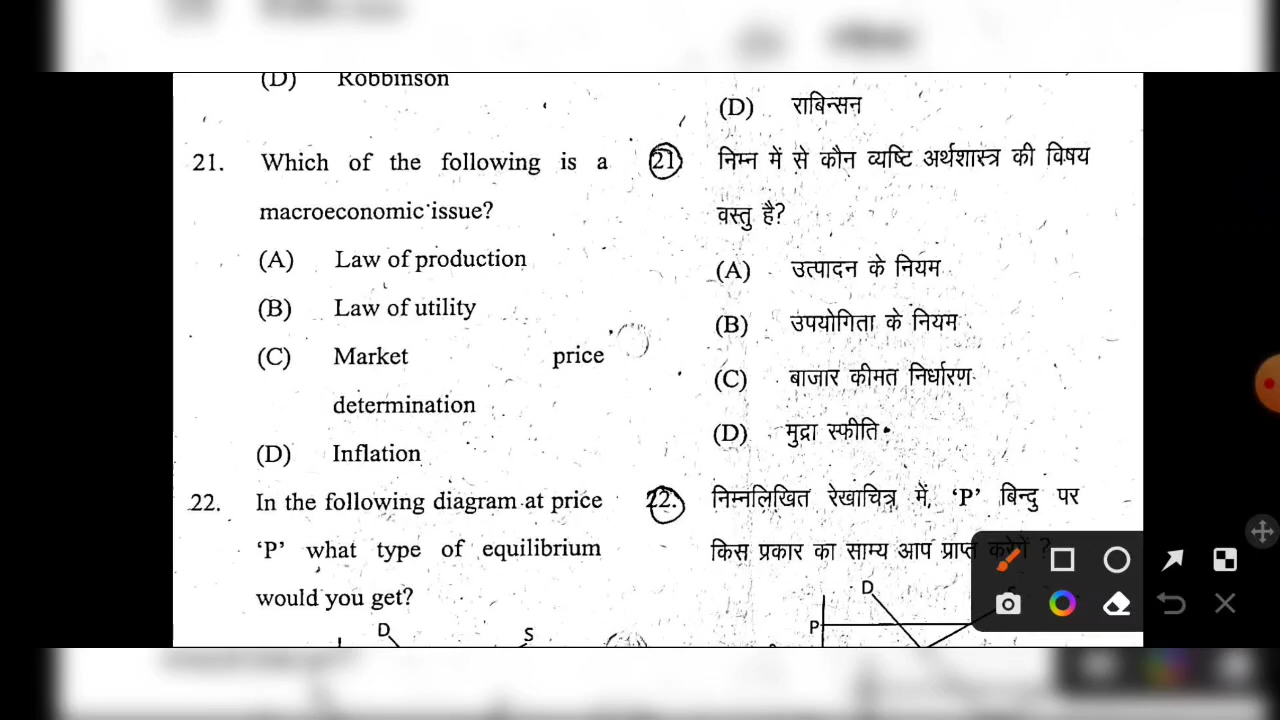 (D) Robbinson
21. Which of the following is a
macroeconomic issue?
(A) Law of production
(B) Law of utility
(C) Market price
determination
(D) Inflation
22. In the following diagram at price
‘P’ what type of equilibrium
would you get?
D
S
(D) राबिन्सन
21. निम्न में से कौन व्यष्टि अर्थशास्त्र की विषय
वस्तु है?
(A) उत्पादन के नियम
(B) उपयोगिता के नियम
(C) बाजार कीमत निर्धारण
(D) मुद्रा स्फीति
22. निम्नलिखित रेखाचित्र में, ‘P’ बिन्दु पर
किस प्रकार का साम्य आप प्राप्त करेगें ?
D
P